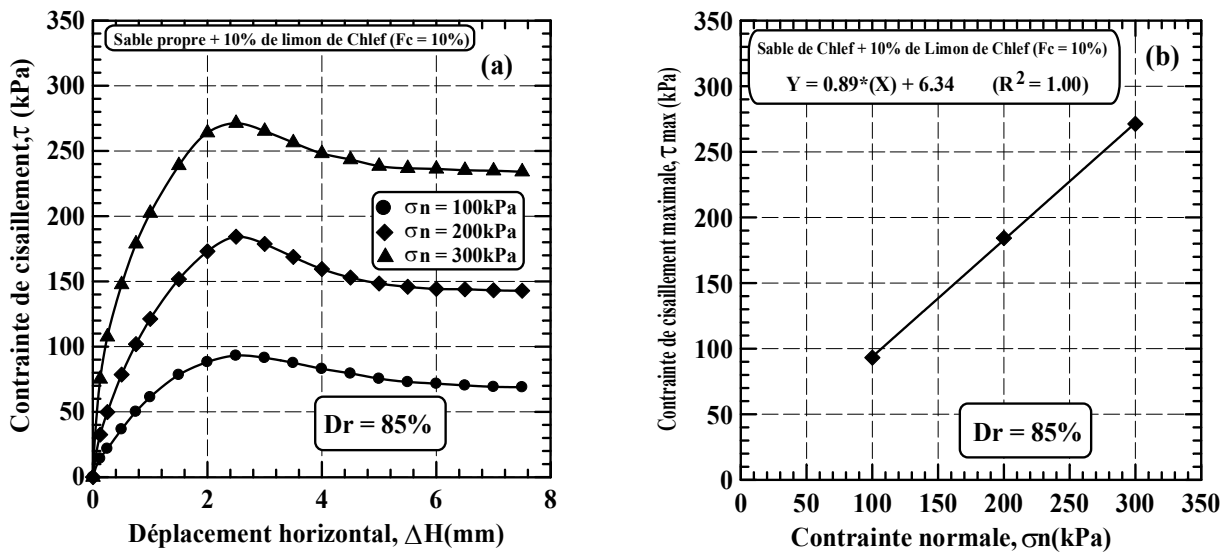 Sable propre + 10% de limon de Chlef (Fc = 10%)
(a)
Contrainte de cisaillement,τ (kPa)
350
300
250
200
150
100
50
0
σn = 100kPa
σn = 200kPa
σn = 300kPa
Dr = 85%
0 2 4 6 8
Déplacement horizontal, ΔH(mm)
Sable de Chlef + 10% de Limon de Chlef (Fc = 10%)
Y = 0.89*(X) + 6.34 (R² = 1.00)
(b)
Contrainte de cisaillement maximale, τ max (kPa)
350
300
250
200
150
100
50
0
Dr = 85%
0 50 100 150 200 250 300 350
Contrainte normale, σn(kPa)